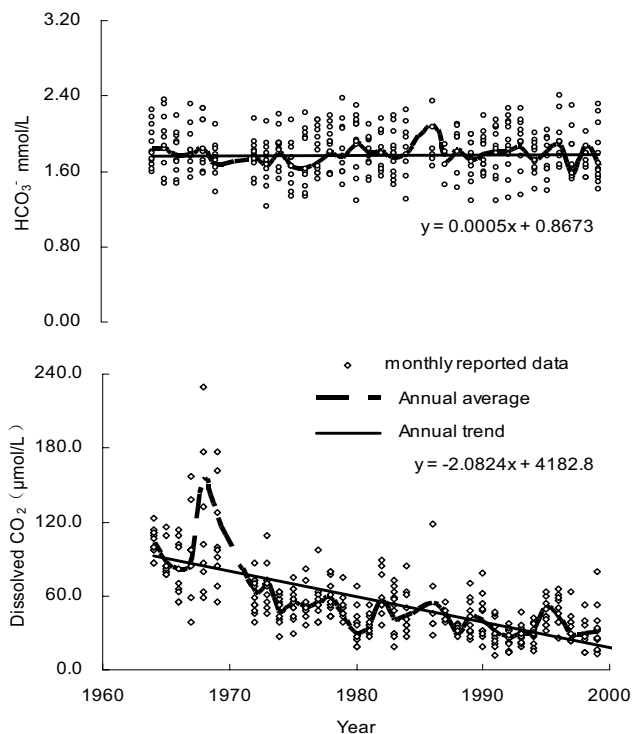 3.20
2.40
1.60
0.80
0.00
HCO₃⁻ mmol/L
y = 0.0005x + 0.8673
240.0
180.0
120.0
60.0
0.0
Dissolved CO₂ (μmol/L)
monthly reported data
Annual average
Annual trend
y = -2.0824x + 4182.8
1960 1970 1980 1990 2000
Year